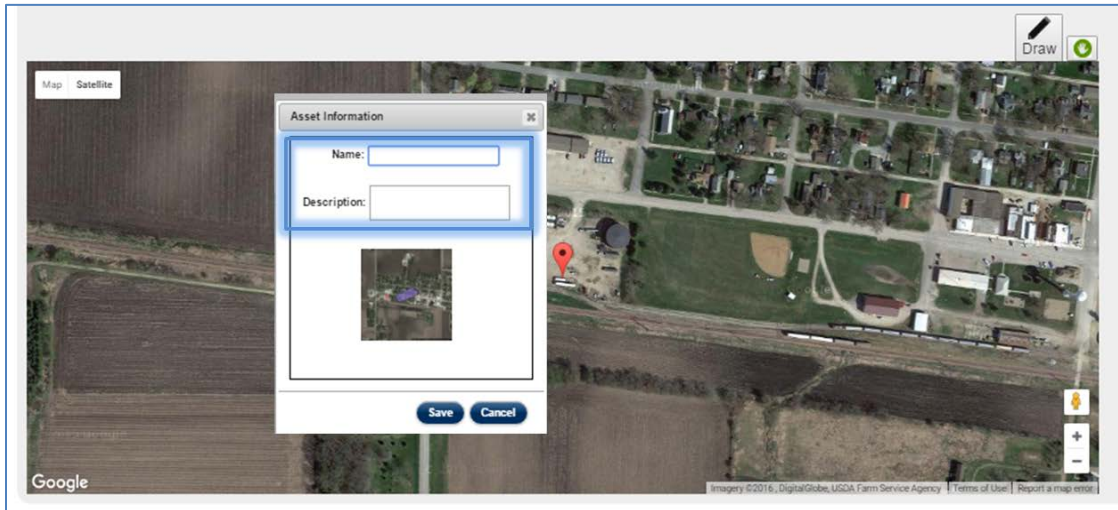 Draw
Map Satellite
Asset Information
Name:
Description:
Save Cancel
Google
Imagery ©2016 , DigitalGlobe, USDA Farm Service Agency Terms of Use Report a map error